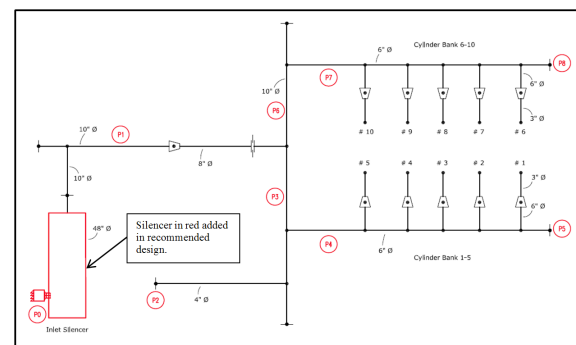 6" Ø
Cylinder Bank 6-10
P8
P7
10" Ø
6" Ø
P6
3" Ø
P1
10" Ø
# 10
# 9
# 8
# 7
# 6
8" Ø
10" Ø
# 5
# 4
# 3
# 2
# 1
3" Ø
P3
6" Ø
Silencer in red added
in recommended
design.
48" Ø
P4
P5
6" Ø
Cylinder Bank 1-5
P2
4" Ø
P0
Inlet Silencer